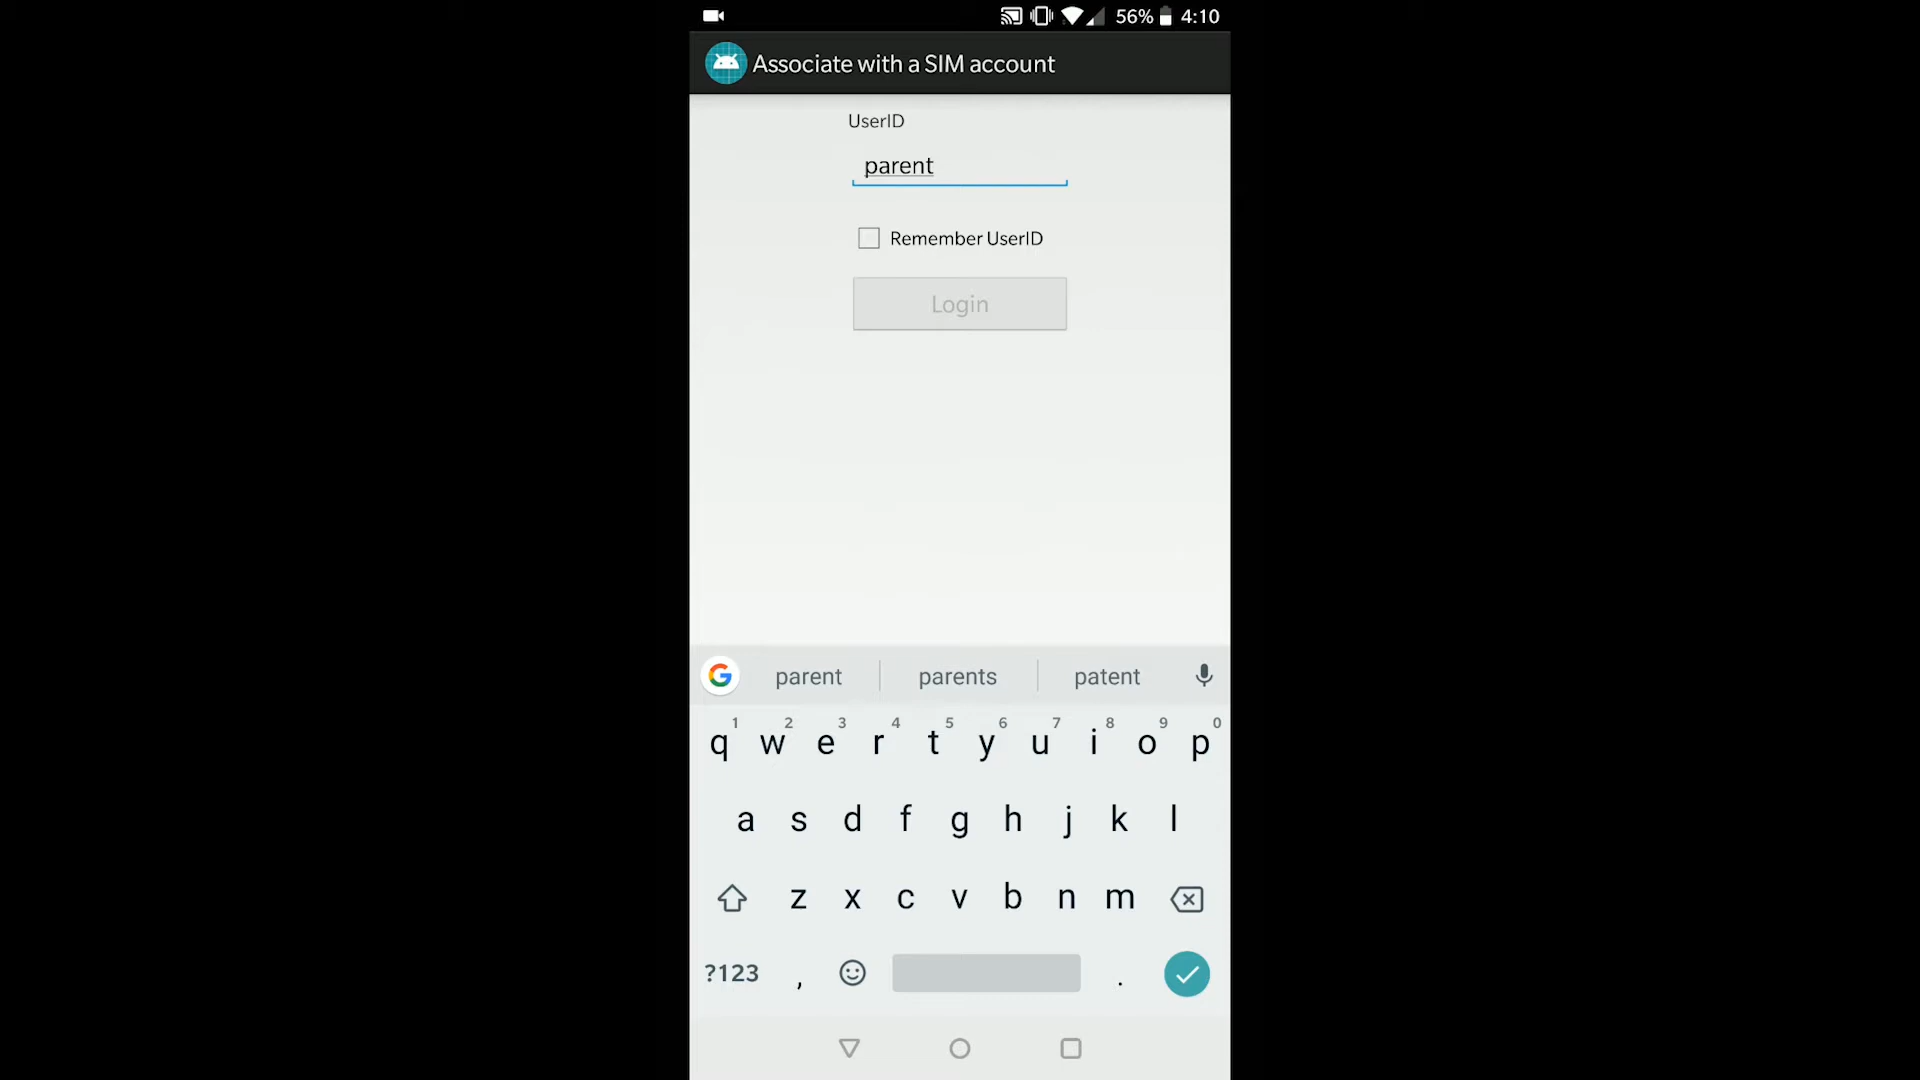 56% 4:10
Associate with a SIM account
UserID
parent
Remember UserID
Login
G parent parents patent
1 2 3 4 5 6 7 8 9 0
q w e r t y u i o p
a s d f g h j k l
z x c v b n m
?123 , .